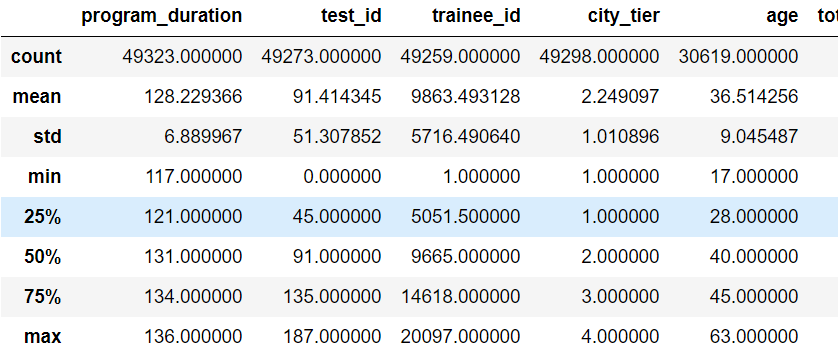 program_duration test_id trainee_id city_tier age tot
count 49323.000000 49273.000000 49259.000000 49298.000000 30619.000000
mean 128.229366 91.414345 9863.493128 2.249097 36.514256
std 6.889967 51.307852 5716.490640 1.010896 9.045487
min 117.000000 0.000000 1.000000 1.000000 17.000000
25% 121.000000 45.000000 5051.500000 1.000000 28.000000
50% 131.000000 91.000000 9665.000000 2.000000 40.000000
75% 134.000000 135.000000 14618.000000 3.000000 45.000000
max 136.000000 187.000000 20097.000000 4.000000 63.000000